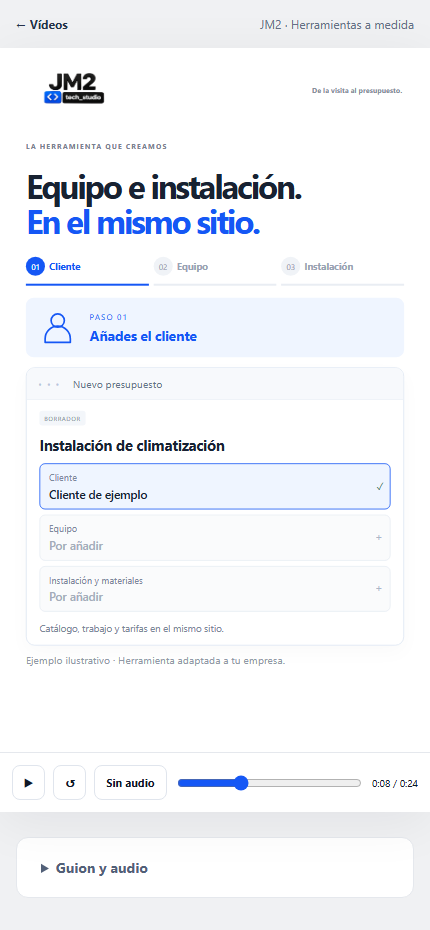 ← Vídeos
JM2 · Herramientas a medida
JM2
<> tech_studio
De la visita al presupuesto.
LA HERRAMIENTA QUE CREAMOS
Equipo e instalación.
En el mismo sitio.
01 Cliente
02 Equipo
03 Instalación
PASO 01
Añades el cliente
Nuevo presupuesto
BORRADOR
Instalación de climatización
Cliente
Cliente de ejemplo
✓
Equipo
Por añadir
+
Instalación y materiales
Por añadir
+
Catálogo, trabajo y tarifas en el mismo sitio.
Ejemplo ilustrativo · Herramienta adaptada a tu empresa.
▶ ↺ Sin audio 0:08 / 0:24
▶ Guion y audio